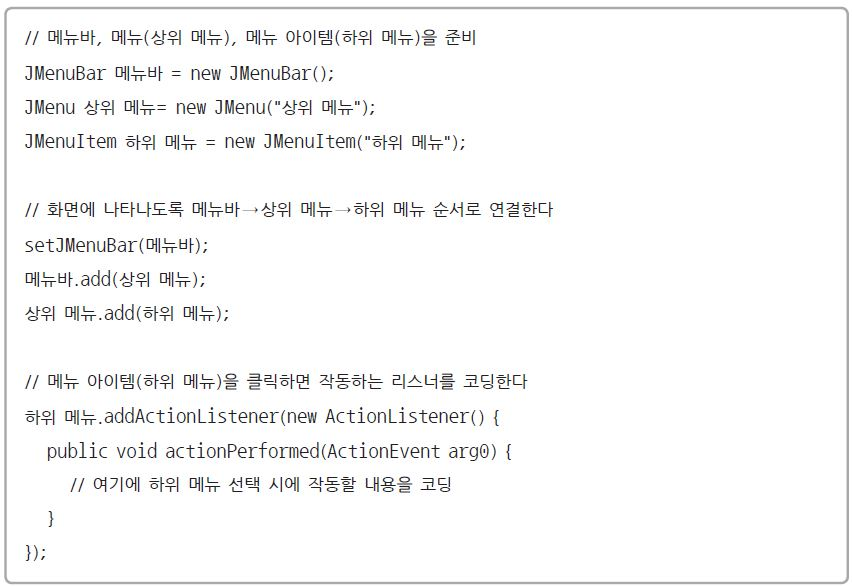 // 메뉴바, 메뉴(상위 메뉴), 메뉴 아이템(하위 메뉴)을 준비
JMenuBar 메뉴바 = new JMenuBar();
JMenu 상위 메뉴= new JMenu("상위 메뉴");
JMenuItem 하위 메뉴 = new JMenuItem("하위 메뉴");
// 화면에 나타나도록 메뉴바→상위 메뉴→하위 메뉴 순서로 연결한다
setJMenuBar(메뉴바);
메뉴바.add(상위 메뉴);
상위 메뉴.add(하위 메뉴);
// 메뉴 아이템(하위 메뉴)을 클릭하면 작동하는 리스너를 코딩한다
하위 메뉴.addActionListener(new ActionListener() {
public void actionPerformed(ActionEvent arg0) {
// 여기에 하위 메뉴 선택 시에 작동할 내용을 코딩
}
});